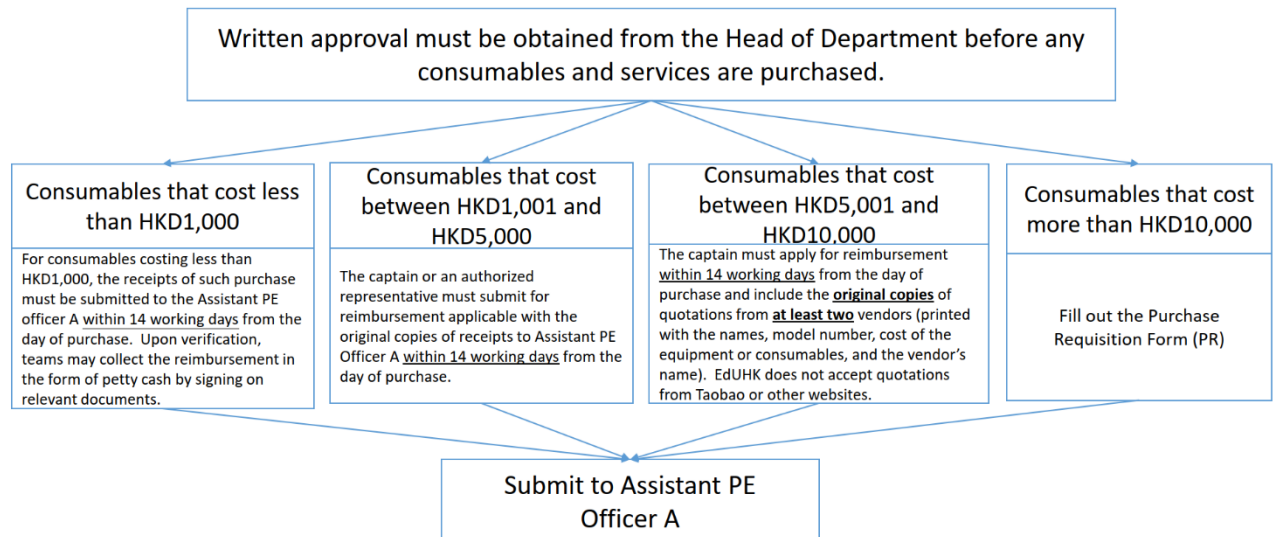 Written approval must be obtained from the Head of Department before any
consumables and services are purchased.
Consumables that cost less
than HKD1,000
For consumables costing less than
HKD1,000, the receipts of such purchase
must be submitted to the Assistant PE
officer A within 14 working days from the
day of purchase.  Upon verification,
teams may collect the reimbursement in
the form of petty cash by signing on
relevant documents.
Consumables that cost
between HKD1,001 and
HKD5,000
The captain or an authorized
representative must submit for
reimbursement applicable with the
original copies of receipts to Assistant PE
Officer A within 14 working days from the
day of purchase.
Consumables that cost
between HKD5,001 and
HKD10,000
The captain must apply for reimbursement
within 14 working days from the day of
purchase and include the original copies of
quotations from at least two vendors (printed
with the names, model number, cost of the
equipment or consumables, and the vendor's
name).  EdUHK does not accept quotations
from Taobao or other websites.
Consumables that cost
more than HKD10,000
Fill out the Purchase
Requisition Form (PR)
Submit to Assistant PE
Officer A